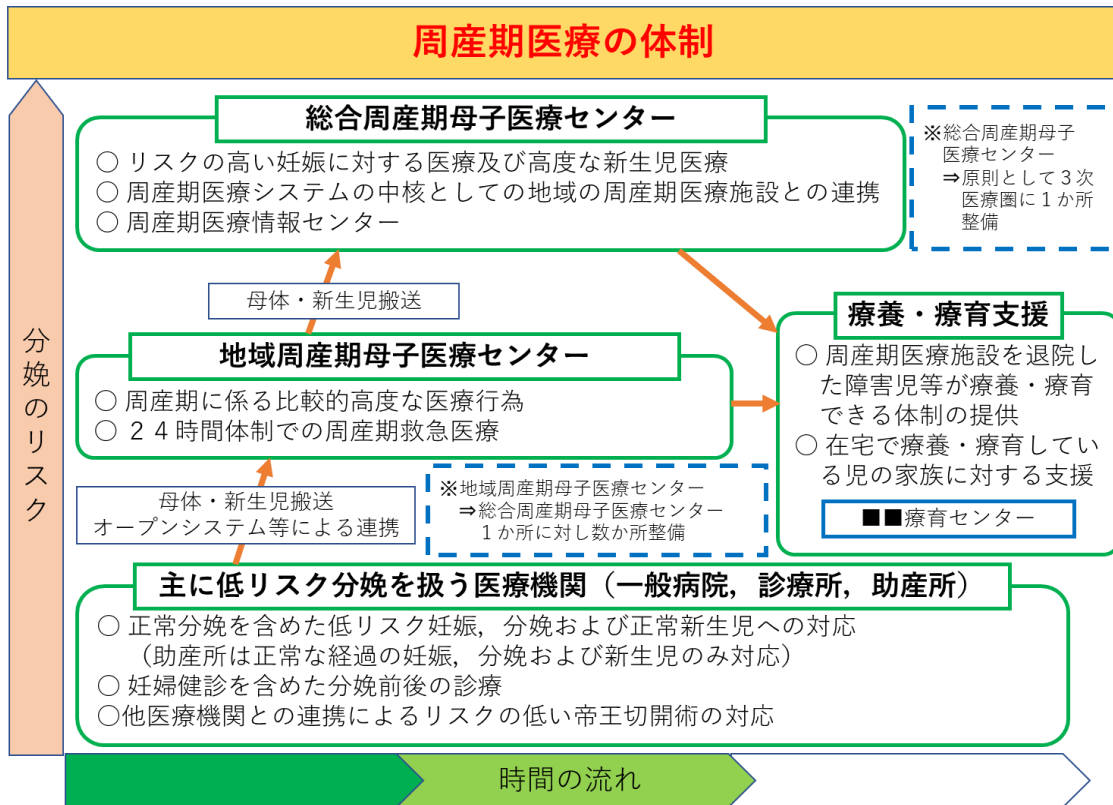 周産期医療の体制
分娩のリスク
総合周産期母子医療センター
○ リスクの高い妊娠に対する医療及び高度な新生児医療
○ 周産期医療システムの中核としての地域の周産期医療施設との連携
○ 周産期医療情報センター
※総合周産期母子
医療センター
⇒原則として３次
医療圏に１か所
整備
母体・新生児搬送
地域周産期母子医療センター
○ 周産期に係る比較的高度な医療行為
○ ２４時間体制での周産期救急医療
療養・療育支援
○ 周産期医療施設を退院し
た障害児等が療養・療育
できる体制の提供
○ 在宅で療養・療育してい
る児の家族に対する支援
■■療育センター
母体・新生児搬送
オープンシステム等による連携
※地域周産期母子医療センター
⇒総合周産期母子医療センター
１か所に対し数か所整備
主に低リスク分娩を扱う医療機関（一般病院，診療所，助産所）
○ 正常分娩を含めた低リスク妊娠，分娩および正常新生児への対応
（助産所は正常な経過の妊娠，分娩および新生児のみ対応）
○ 妊婦健診を含めた分娩前後の診療
○他医療機関との連携によるリスクの低い帝王切開術の対応
時間の流れ